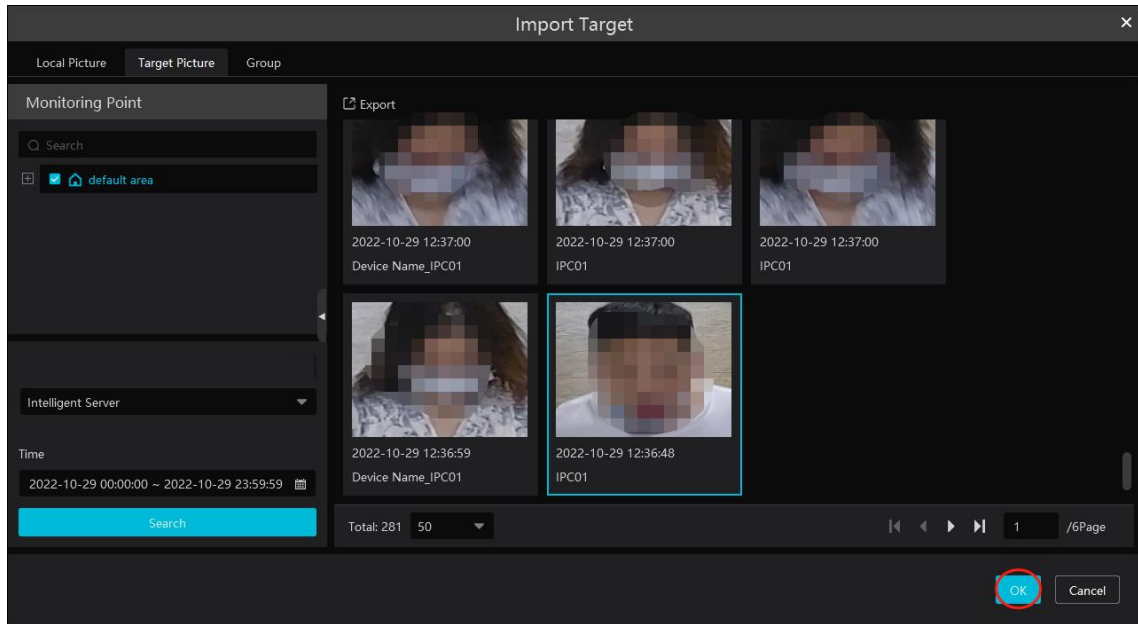 Import Target
Local Picture Target Picture Group
Monitoring Point
Search
default area
Intelligent Server
Time
2022-10-29 00:00:00 ~ 2022-10-29 23:59:59
Search
Export
2022-10-29 12:37:00
Device Name_IPC01
2022-10-29 12:37:00
IPC01
2022-10-29 12:37:00
IPC01
2022-10-29 12:36:59
Device Name_IPC01
2022-10-29 12:36:48
IPC01
Total: 281 50
1 /6Page
OK Cancel